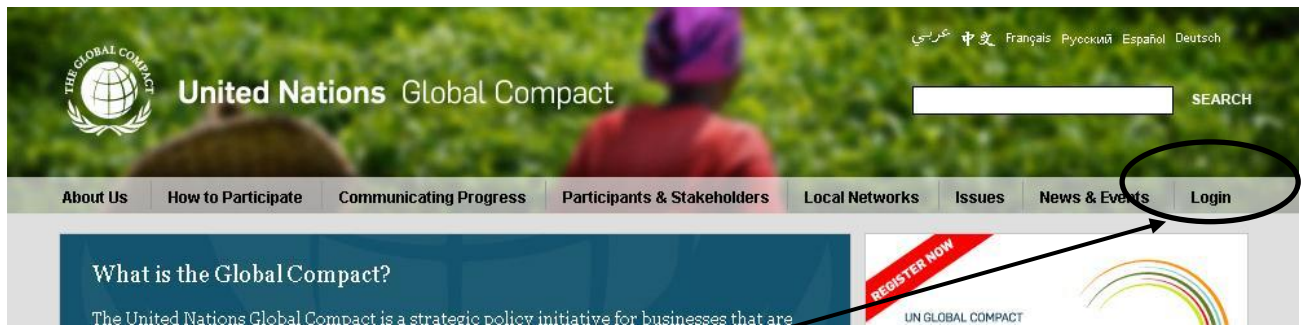 عربي 中文 Français Русский Español Deutsch
THE GLOBAL COMPACT
United Nations Global Compact
SEARCH
About Us How to Participate Communicating Progress Participants & Stakeholders Local Networks Issues News & Events Login
What is the Global Compact?
The United Nations Global Compact is a strategic policy initiative for businesses that are
REGISTER NOW
UN GLOBAL COMPACT